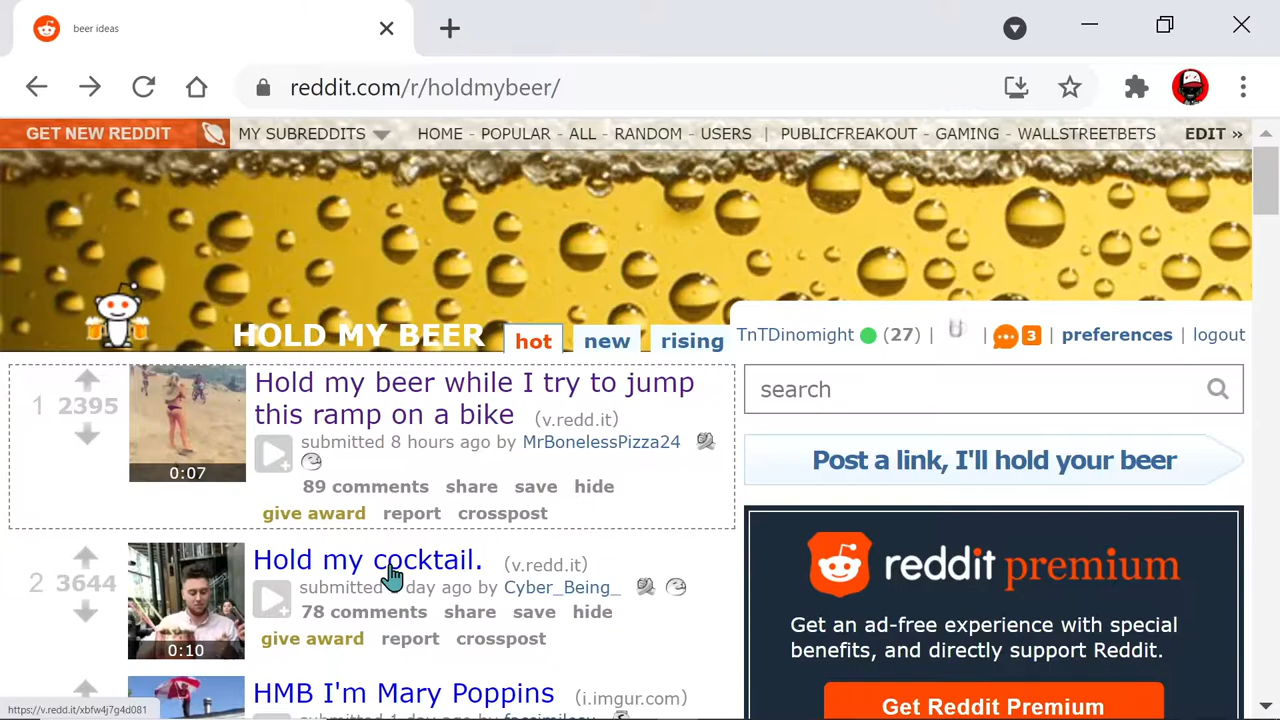 beer ideas
reddit.com/r/holdmybeer/
GET NEW REDDIT MY SUBREDDITS HOME - POPULAR - ALL - RANDOM - USERS | PUBLICFREAKOUT - GAMING - WALLSTREETBETS EDIT »
HOLD MY BEER hot new rising
TnTDinomight (27) | | 3 | preferences | logout
1 2395
Hold my beer while I try to jump
this ramp on a bike (v.redd.it)
submitted 8 hours ago by MrBonelessPizza24
0:07
89 comments share save hide
give award report crosspost
search
Post a link, I'll hold your beer
2 3644
Hold my cocktail. (v.redd.it)
submitted day ago by Cyber_Being_
78 comments share save hide
0:10
give award report crosspost
reddit premium
Get an ad-free experience with special
benefits, and directly support Reddit.
Get Reddit Premium
HMB I'm Mary Poppins (i.imgur.com)
https://v.redd.it/xbfw4j7g4d081